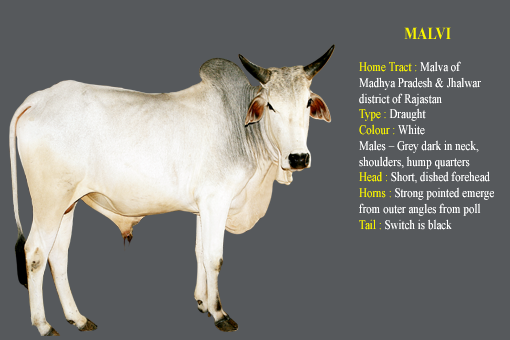 MALVI
Home Tract : Malva of
Madhya Pradesh & Jhalwar
district of Rajastan
Type : Draught
Colour : White
Males – Grey dark in neck,
shoulders, hump quarters
Head : Short, dished forehead
Horns : Strong pointed emerge
from outer angles from poll
Tail : Switch is black